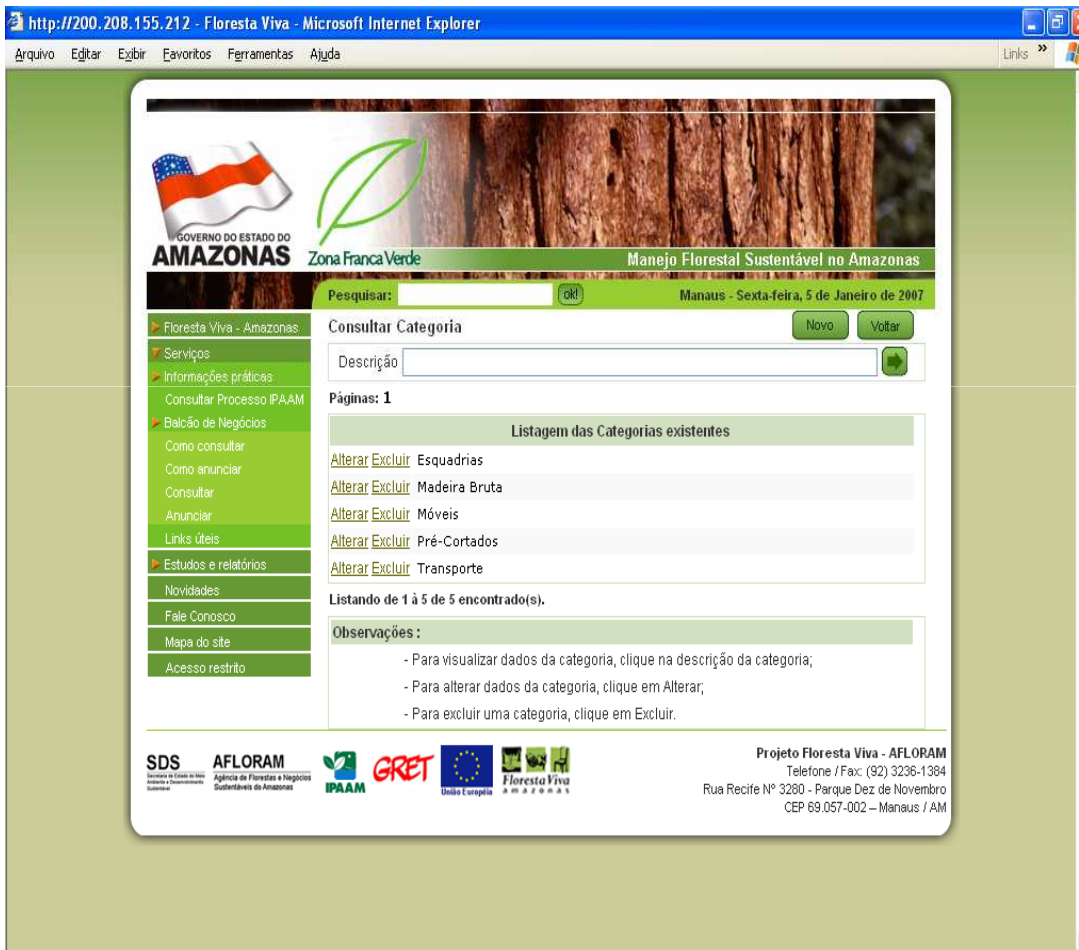 http://200.208.155.212 - Floresta Viva - Microsoft Internet Explorer
Arquivo Editar Exibir Favoritos Ferramentas Ajuda Links »
GOVERNO DO ESTADO DO
AMAZONAS
Zona Franca Verde
Manejo Florestal Sustentável no Amazonas
Pesquisar: ok! Manaus - Sexta-feira, 5 de Janeiro de 2007
Floresta Viva - Amazonas
Serviços
Informações práticas
Consultar Processo IPAAM
Balcão de Negócios
Como consultar
Como anunciar
Consultar
Anunciar
Links úteis
Estudos e relatórios
Novidades
Fale Conosco
Mapa do site
Acesso restrito
Consultar Categoria Novo Voltar
Descrição
Páginas: 1
Listagem das Categorias existentes
Alterar Excluir Esquadrias
Alterar Excluir Madeira Bruta
Alterar Excluir Móveis
Alterar Excluir Pré-Cortados
Alterar Excluir Transporte
Listando de 1 à 5 de 5 encontrado(s).
Observações :
- Para visualizar dados da categoria, clique na descrição da categoria;
- Para alterar dados da categoria, clique em Alterar;
- Para excluir uma categoria, clique em Excluir.
SDS
Secretaria de Estado do Meio
Ambiente e Desenvolvimento
Sustentável
AFLORAM
Agência de Florestas e Negócios
Sustentáveis do Amazonas
IPAAM
GRET
União Européia
Floresta Viva
amazonas
Projeto Floresta Viva - AFLORAM
Telefone / Fax: (92) 3236-1384
Rua Recife Nº 3280 - Parque Dez de Novembro
CEP 69.057-002 – Manaus / AM